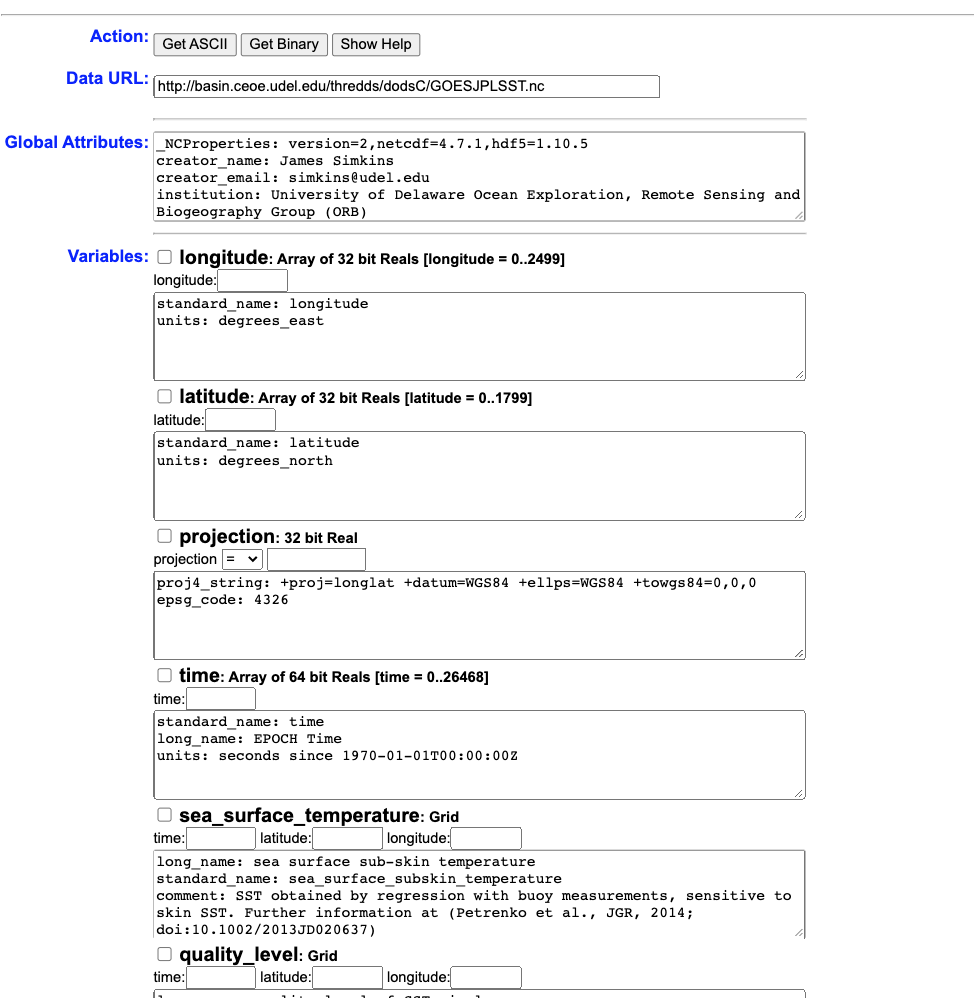 Action: Get ASCII Get Binary Show Help
Data URL: http://basin.ceoe.udel.edu/thredds/dodsC/GOESJPLSST.nc
Global Attributes: _NCProperties: version=2,netcdf=4.7.1,hdf5=1.10.5
creator_name: James Simkins
creator_email: simkins@udel.edu
institution: University of Delaware Ocean Exploration, Remote Sensing and
Biogeography Group (ORB)
Variables: longitude: Array of 32 bit Reals [longitude = 0..2499]
longitude:
standard_name: longitude
units: degrees_east
latitude: Array of 32 bit Reals [latitude = 0..1799]
latitude:
standard_name: latitude
units: degrees_north
projection: 32 bit Real
projection =
proj4_string: +proj=longlat +datum=WGS84 +ellps=WGS84 +towgs84=0,0,0
epsg_code: 4326
time: Array of 64 bit Reals [time = 0..26468]
time:
standard_name: time
long_name: EPOCH Time
units: seconds since 1970-01-01T00:00:00Z
sea_surface_temperature: Grid
time: latitude: longitude:
long_name: sea surface sub-skin temperature
standard_name: sea_surface_subskin_temperature
comment: SST obtained by regression with buoy measurements, sensitive to
skin SST. Further information at (Petrenko et al., JGR, 2014;
doi:10.1002/2013JD020637)
quality_level: Grid
time: latitude: longitude: